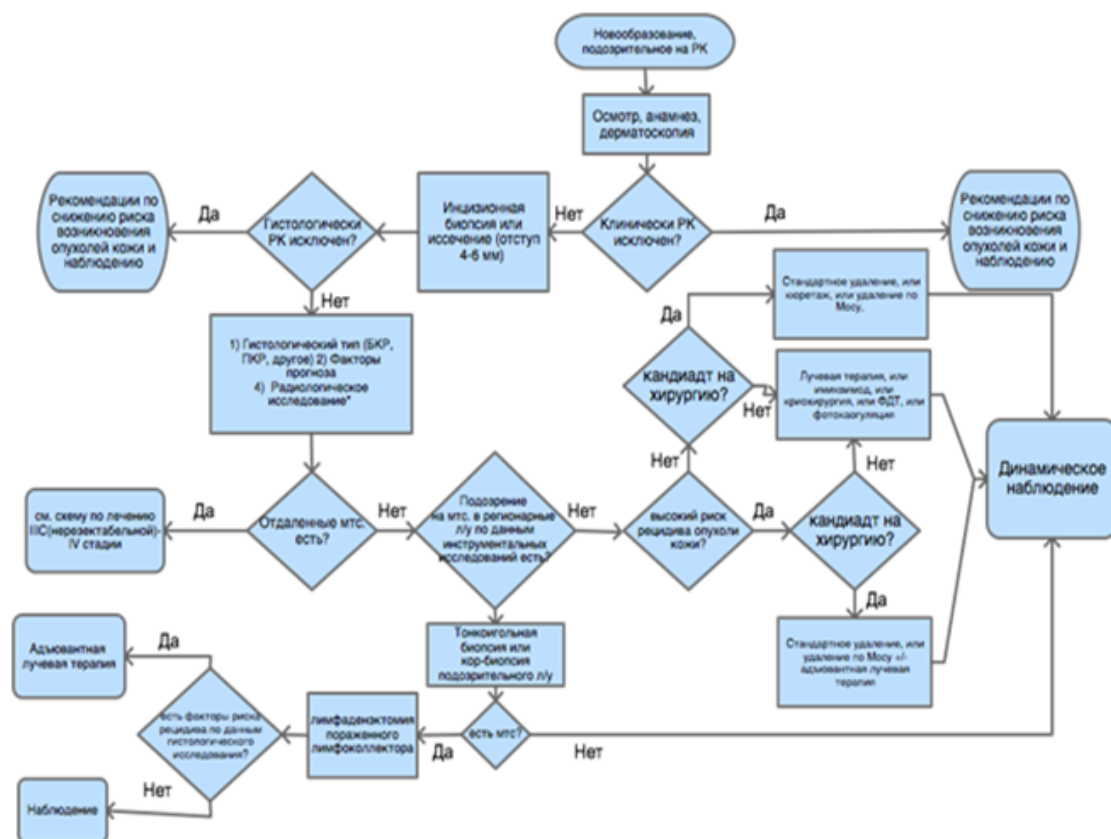 Новообразование,
подозрительное на РК
Осмотр, анамнез,
дерматоскопия
Рекомендации по
снижению риска
возникновения
опухолей кожи и
наблюдению
Да
Гистологически
РК исключен?
Инцизионная
биопсия или
иссечение (отступ
4-6 мм)
Нет
Клинически РК
исключен?
Да
Рекомендации по
снижению риска
возникновения
опухолей кожи и
наблюдению
Нет
1) Гистологический тип (БКР,
ПКР, другое) 2) Факторы
прогноза
4) Радиологическое
исследование*
Да
Стандартное удаление, или
кюретаж, или удаление по
Мосу,
кандиадт на
хирургию?
Нет
Лучевая терапия, или
имиквимод, или
криохирургия, или ФДТ, или
фотокаогуляция
Динамическое
наблюдение
см. схему по лечению
IIIC(нерезектабельной)-
IV стадии
Да
Отдаленные мтс.
есть?
Нет
Подозрение
на мтс. в регионарные
л/у по данным
инструментальных
исследований есть?
Нет
Нет
высокий риск
рецидива опухоли
кожи?
Да
Нет
кандиадт на
хирургию?
Да
Стандартное удаление, или
удаление по Мосу +/-
адъювантная лучевая
терапия
Тонкоигольная
биопсия или
кор-биопсия
подозрительного л/у
Адъювантная
лучевая терапия
Да
есть факторы риска
рецидива по данным
гистологического
исследования?
лимфаденэктомия
пораженного
лимфоколлектора
Да
есть мтс?
Нет
Нет
Наблюдение